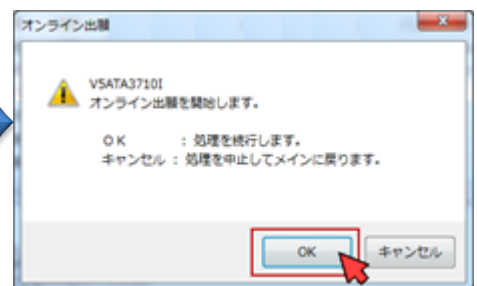 オンライン出願
VSATA3710I
オンライン出願を開始します。
OK : 処理を続行します。
キャンセル : 処理を中止してメインに戻ります。
OK キャンセル